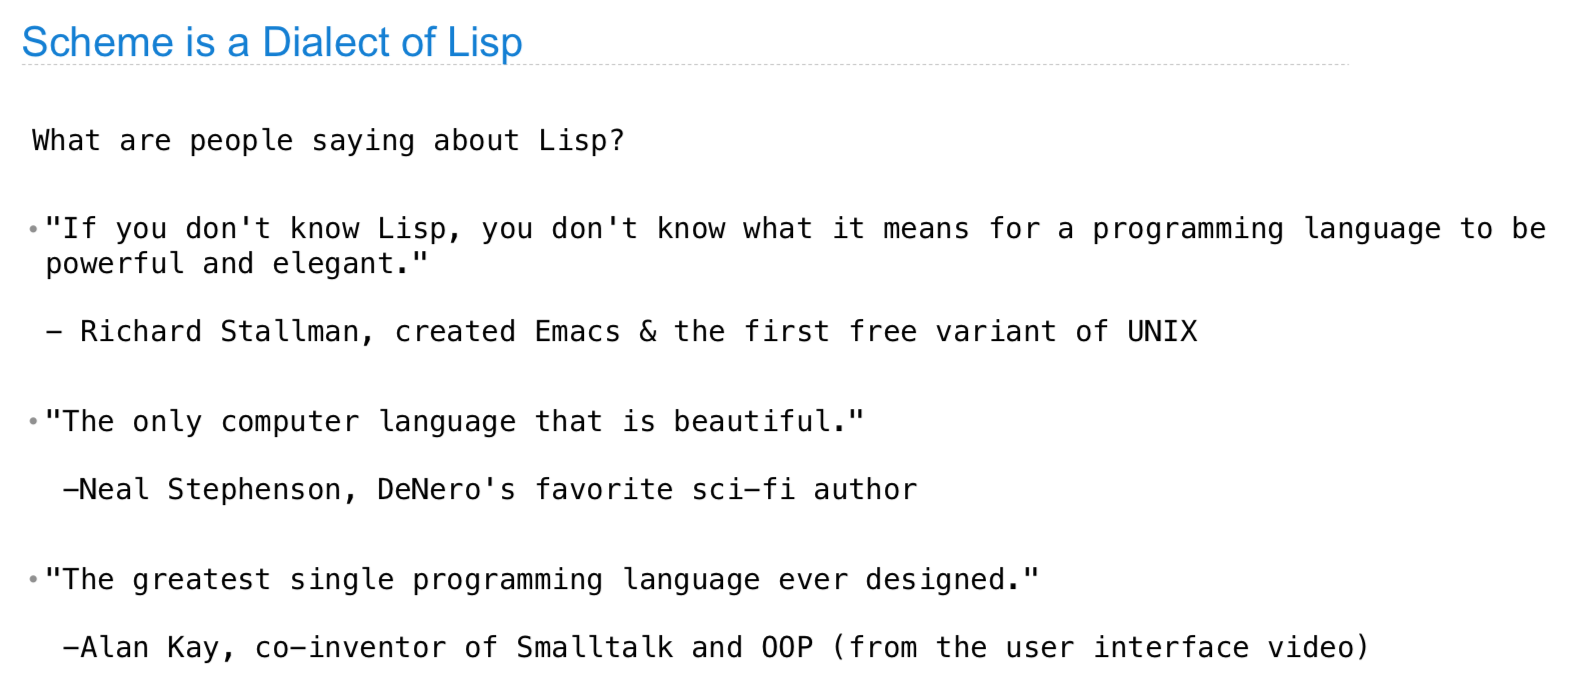 Scheme is a Dialect of Lisp
What are people saying about Lisp?
• "If you don't know Lisp, you don't know what it means for a programming language to be
powerful and elegant."
– Richard Stallman, created Emacs & the first free variant of UNIX
• "The only computer language that is beautiful."
–Neal Stephenson, DeNero's favorite sci–fi author
• "The greatest single programming language ever designed."
–Alan Kay, co–inventor of Smalltalk and OOP (from the user interface video)